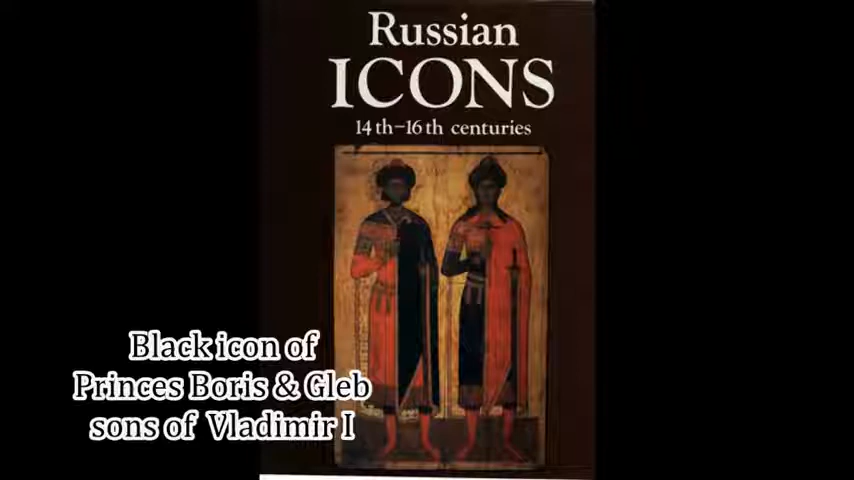 Russian
ICONS
14th-16th centuries
Black icon of
Princes Boris & Gleb
sons of Vladimir I